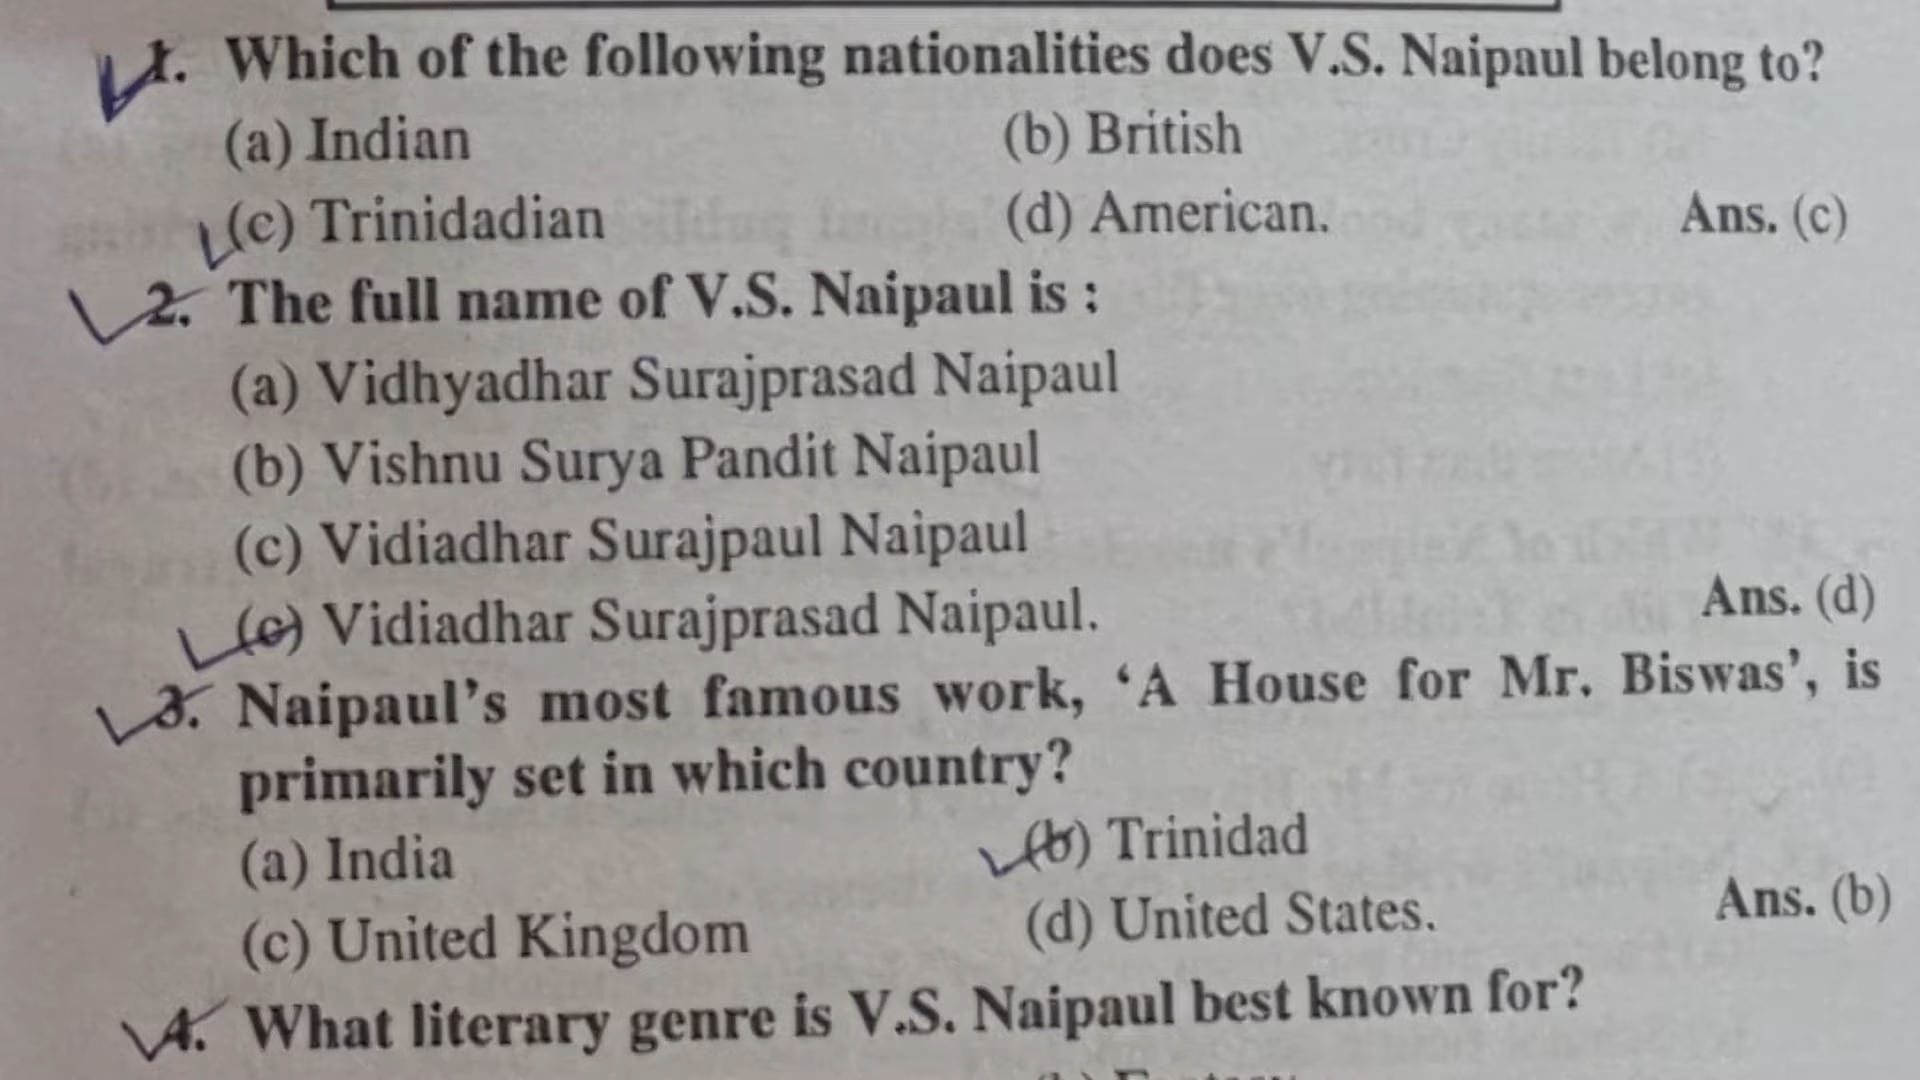 1. Which of the following nationalities does V.S. Naipaul belong to?
(a) Indian (b) British
(c) Trinidadian (d) American. Ans. (c)
2. The full name of V.S. Naipaul is :
(a) Vidhyadhar Surajprasad Naipaul
(b) Vishnu Surya Pandit Naipaul
(c) Vidiadhar Surajpaul Naipaul
(c) Vidiadhar Surajprasad Naipaul. Ans. (d)
3. Naipaul's most famous work, 'A House for Mr. Biswas', is
primarily set in which country?
(a) India (b) Trinidad
(c) United Kingdom (d) United States. Ans. (b)
4. What literary genre is V.S. Naipaul best known for?